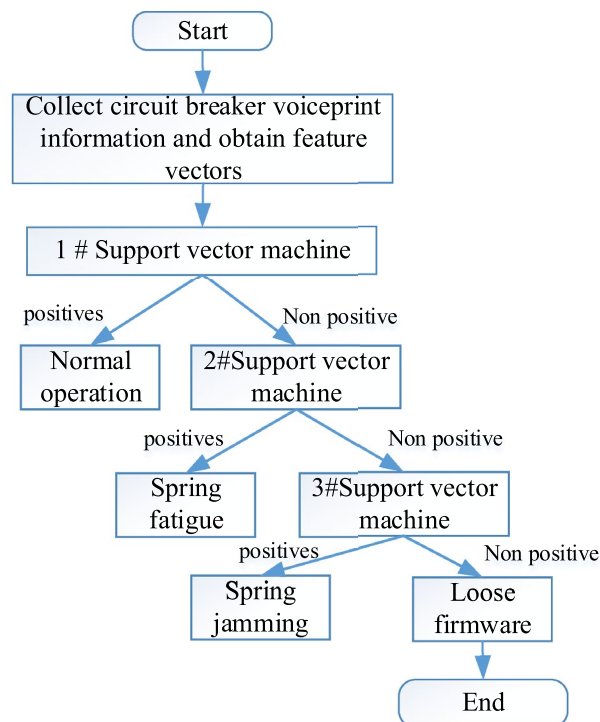 Start
Collect circuit breaker voiceprint
information and obtain feature
vectors
1 # Support vector machine
positives
Non positive
Normal
operation
2#Support vector
machine
positives
Non positive
Spring
fatigue
3#Support vector
machine
positives
Non positive
Spring
jamming
Loose
firmware
End